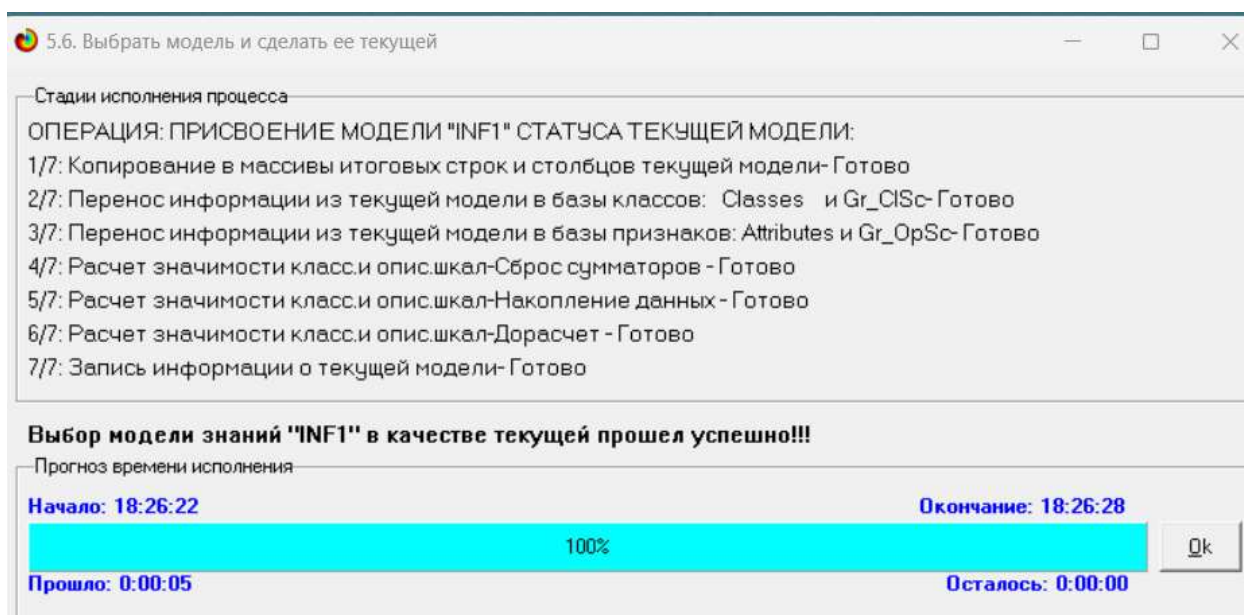 5.6. Выбрать модель и сделать ее текущей
Стадии исполнения процесса
ОПЕРАЦИЯ: ПРИСВОЕНИЕ МОДЕЛИ "INF1" СТАТУСА ТЕКУЩЕЙ МОДЕЛИ:
1/7: Копирование в массивы итоговых строк и столбцов текущей модели- Готово
2/7: Перенос информации из текущей модели в базы классов: Classes и Gr_ClSc- Готово
3/7: Перенос информации из текущей модели в базы признаков: Attributes и Gr_OpSc- Готово
4/7: Расчет значимости класс.и опис.шкал-Сброс сумматоров - Готово
5/7: Расчет значимости класс.и опис.шкал-Накопление данных - Готово
6/7: Расчет значимости класс.и опис.шкал-Дорасчет - Готово
7/7: Запись информации о текущей модели- Готово
Выбор модели знаний "INF1" в качестве текущей прошел успешно!!!
Прогноз времени исполнения
Начало: 18:26:22 Окончание: 18:26:28
100% Ok
Прошло: 0:00:05 Осталось: 0:00:00